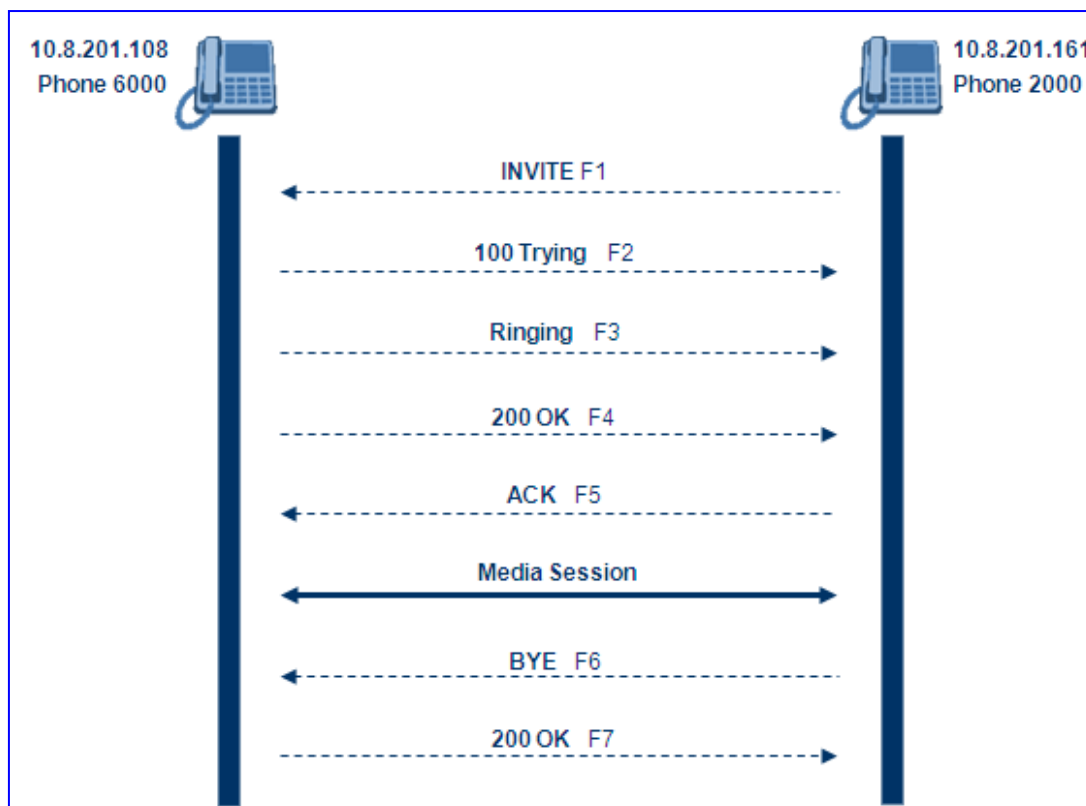 10.8.201.108
Phone 6000
10.8.201.161
Phone 2000
INVITE F1
100 Trying F2
Ringing F3
200 OK F4
ACK F5
Media Session
BYE F6
200 OK F7